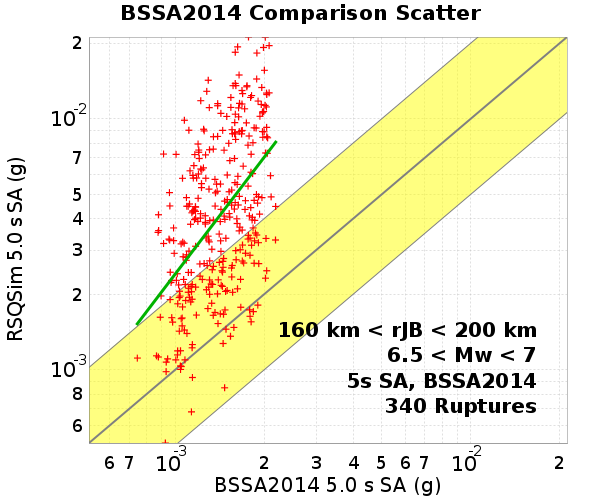 BSSA2014 Comparison Scatter
RSQSim 5.0 s SA (g)
2
10-2
7
5
4
3
2
10-3
8
6
160 km < rJB < 200 km
6.5 < Mw < 7
5s SA, BSSA2014
340 Ruptures
6 7 10-3 2 3 4 5 6 7 10-2 2
BSSA2014 5.0 s SA (g)